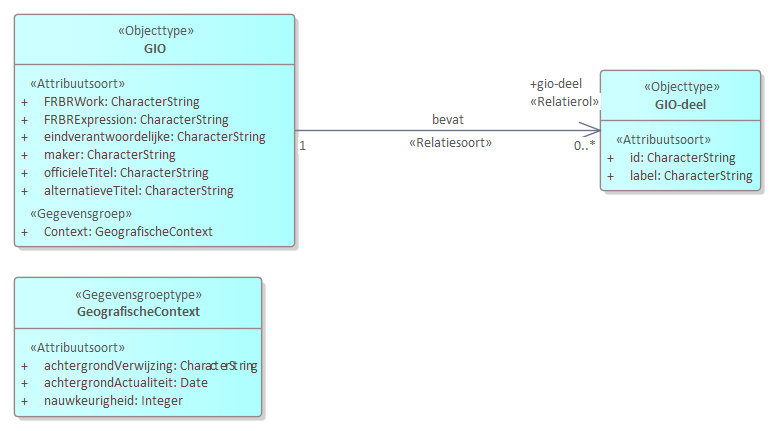 «Objecttype»
GIO
«Attribuutsoort»
+ FRBRWork: CharacterString
+ FRBRExpression: CharacterString
+ eindverantwoordelijke: CharacterString
+ maker: CharacterString
+ officieleTitel: CharacterString
+ alternatieveTitel: CharacterString
«Gegevensgroep»
+ Context: GeografischeContext
bevat
«Relatiesoort»
1
+gio-deel
«Relatierol»
0..*
«Objecttype»
GIO-deel
«Attribuutsoort»
+ id: CharacterString
+ label: CharacterString
«Gegevensgroeptype»
GeografischeContext
«Attribuutsoort»
+ achtergrondVerwijzing: CharacterString
+ achtergrondActualiteit: Date
+ nauwkeurigheid: Integer